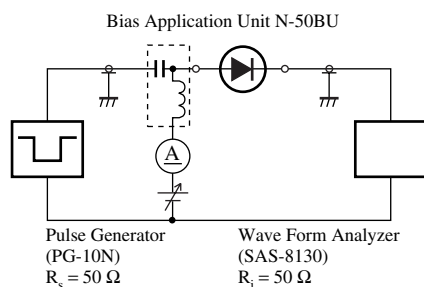 Bias Application Unit N-50BU
A
Pulse Generator
(PG-10N)
Rs = 50 Ω
Wave Form Analyzer
(SAS-8130)
Ri = 50 Ω